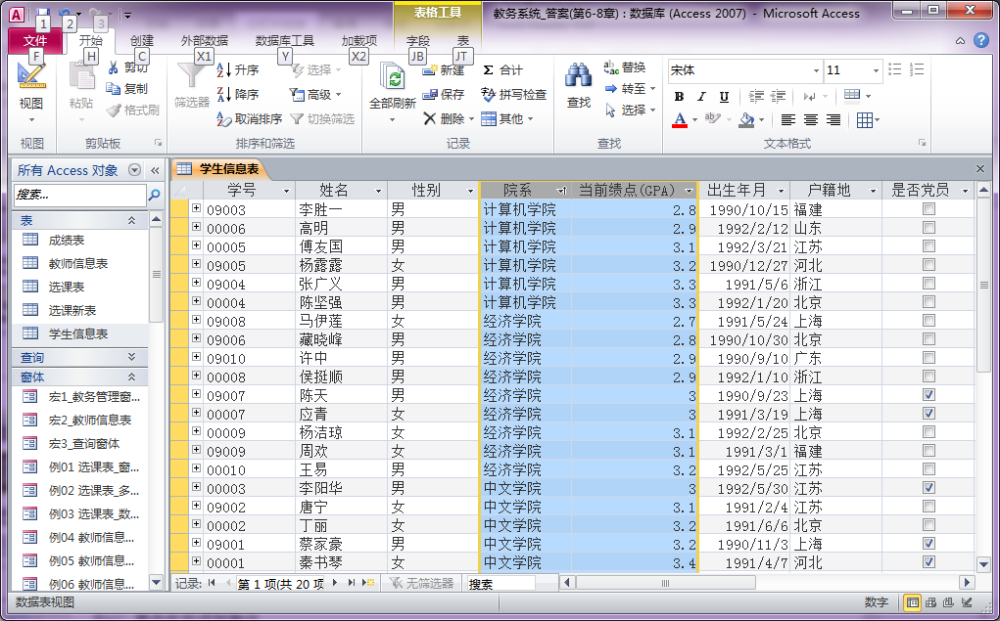 教务系统_答案(第6-8章) : 数据库 (Access 2007) - Microsoft Access
表格工具
1 2 3
文件 开始 创建 外部数据 数据库工具 加载项 字段 表
F H C X1 Y X2 JB JT
视图 粘贴 剪切 复制 格式刷
筛选器 升序 降序 取消排序 选择 高级 切换筛选
全部刷新 新建 保存 删除 合计 拼写检查 其他
查找 替换 转至 选择
宋体 11
B I U A
视图 剪贴板 排序和筛选 记录 查找 文本格式
所有 Access 对象 «
搜索...
表
成绩表
教师信息表
选课表
选课新表
学生信息表
查询
窗体
宏1_教务管理窗...
宏2_教师信息表
宏3_查询窗体
例01 选课表_窗...
例02 选课表_多...
例03 选课表_数...
例04 教师信息...
例05 教师信息...
例06 教师信息...
学生信息表
学号 姓名 性别 院系 当前绩点(GPA) 出生年月 户籍地 是否党员
09003 李胜一 男 计算机学院 2.8 1990/10/15 福建
00006 高明 男 计算机学院 2.9 1992/2/12 山东
00005 傅友国 男 计算机学院 3.1 1992/3/21 江苏
09005 杨露露 女 计算机学院 3.2 1990/12/27 河北
09004 张广义 男 计算机学院 3.3 1991/5/6 浙江
00004 陈坚强 男 计算机学院 3.3 1992/1/20 北京
09008 马伊莲 女 经济学院 2.7 1991/5/24 上海
09006 藏晓峰 男 经济学院 2.8 1990/10/30 北京
09010 许中 男 经济学院 2.9 1990/9/10 广东
00008 侯挺顺 男 经济学院 2.9 1992/1/10 浙江
09007 陈天 男 经济学院 3 1990/9/23 上海
00007 应青 男 经济学院 3 1991/3/19 上海
00009 杨洁琼 女 经济学院 3.1 1992/2/25 北京
09009 周欢 女 经济学院 3.1 1991/3/1 福建
00010 王易 男 经济学院 3.2 1992/5/25 江苏
00003 李阳华 男 中文学院 3 1992/5/30 江苏
09002 唐宁 女 中文学院 3.1 1991/2/4 江苏
00002 丁丽 女 中文学院 3.2 1991/6/6 北京
09001 蔡家豪 男 中文学院 3.2 1990/11/3 上海
00001 秦书琴 女 中文学院 3.4 1991/4/7 河北
记录: 第 1 项(共 20 项 无筛选器 搜索
数据表视图 数字